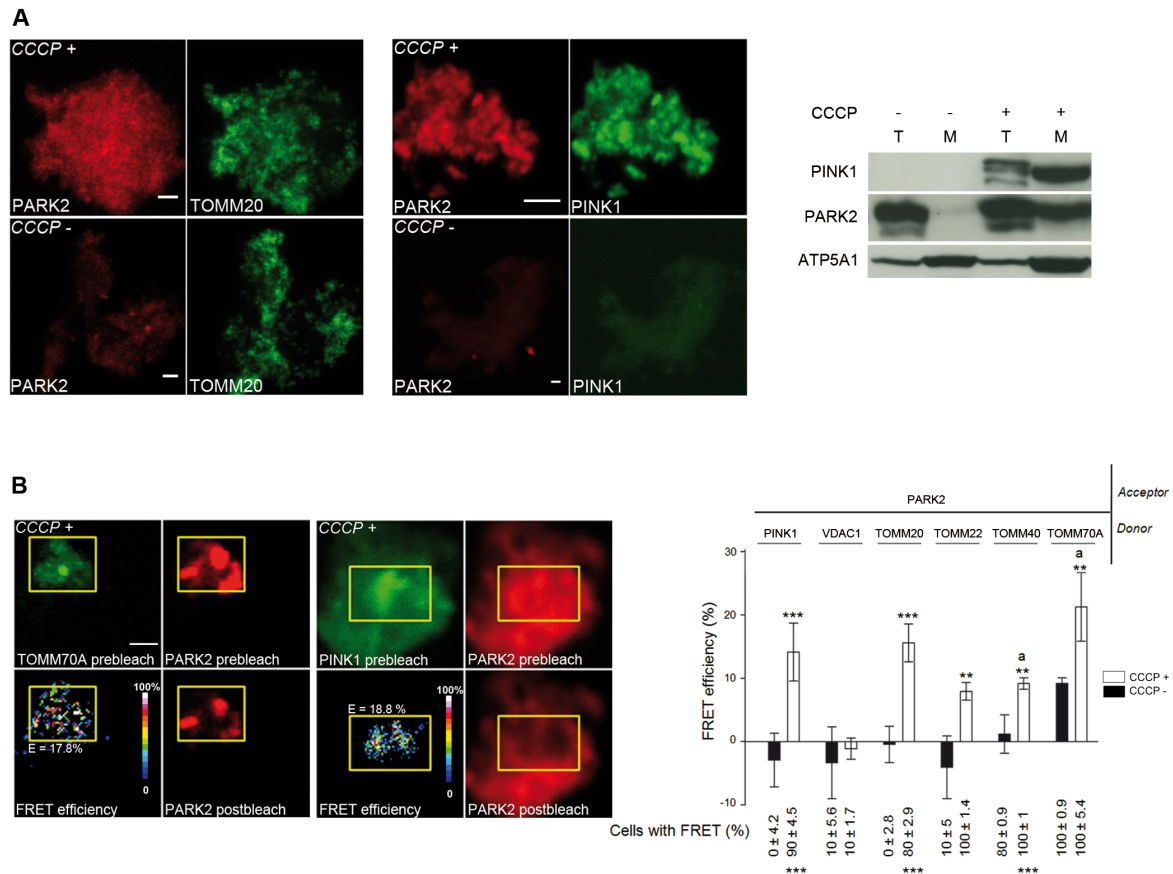 A
CCCP +
PARK2
TOMM20
CCCP -
PARK2
TOMM20
CCCP +
PARK2
PINK1
CCCP -
PARK2
PINK1
CCCP - - + +
T M T M
PINK1
PARK2
ATP5A1
B
CCCP +
TOMM70A prebleach
PARK2 prebleach
100%
E = 17.8%
0
FRET efficiency
PARK2 postbleach
CCCP +
PINK1 prebleach
PARK2 prebleach
100%
E = 18.8 %
0
FRET efficiency
PARK2 postbleach
Acceptor
PARK2
Donor
PINK1 VDAC1 TOMM20 TOMM22 TOMM40 TOMM70A
FRET efficiency (%)
30
20
10
0
-10
*** *** ** a ** a **
CCCP +
CCCP -
Cells with FRET (%)
0 ± 4.2
90 ± 4.5
10 ± 5.6
10 ± 1.7
0 ± 2.8
80 ± 2.9
10 ± 5
100 ± 1.4
80 ± 0.9
100 ± 1
100 ± 0.9
100 ± 5.4
*** *** ***